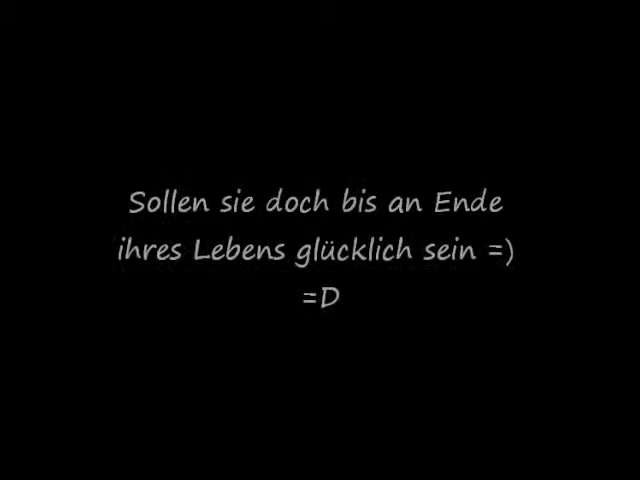 Sollen sie doch bis an Ende
ihres Lebens glücklich sein =)
=D